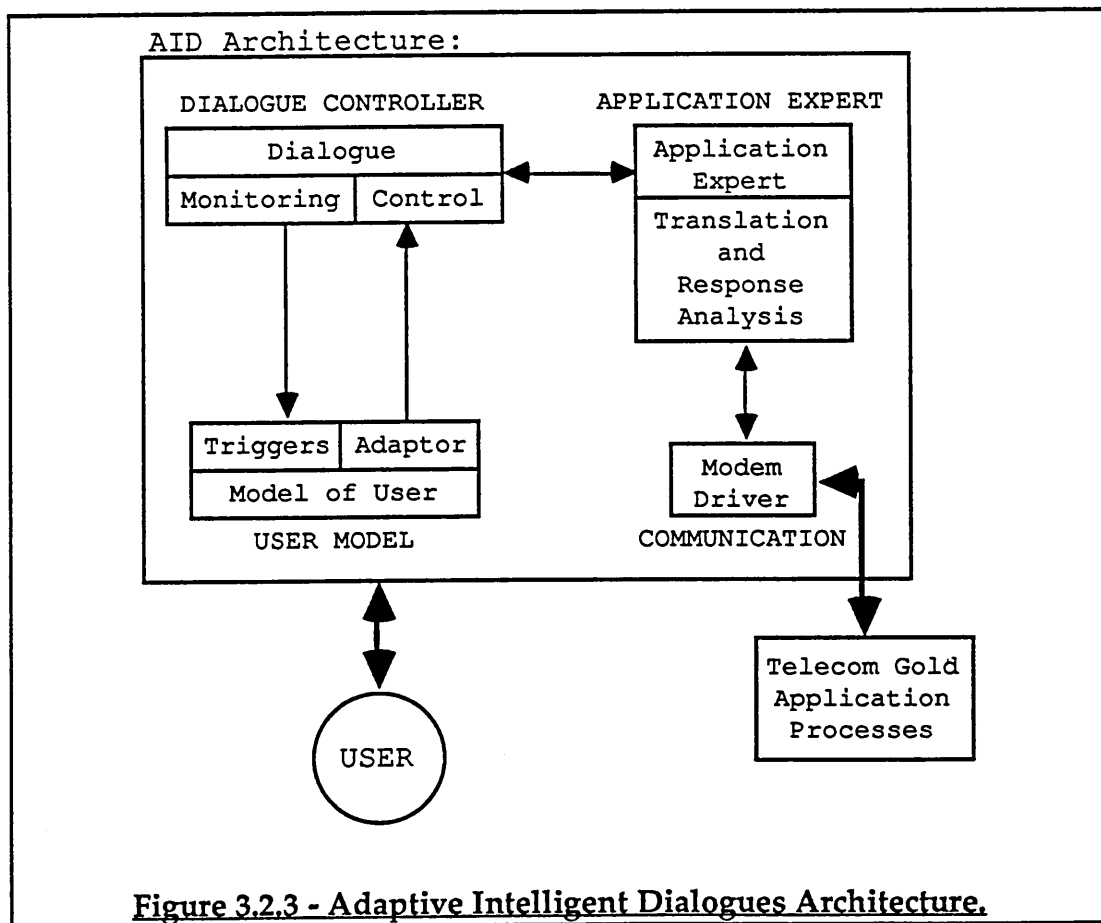 AID Architecture:
DIALOGUE CONTROLLER
Dialogue
Monitoring
Control
APPLICATION EXPERT
Application
Expert
Translation
and
Response
Analysis
Triggers
Adaptor
Model of User
USER MODEL
Modem
Driver
COMMUNICATION
USER
Telecom Gold
Application
Processes
Figure 3.2.3 - Adaptive Intelligent Dialogues Architecture.